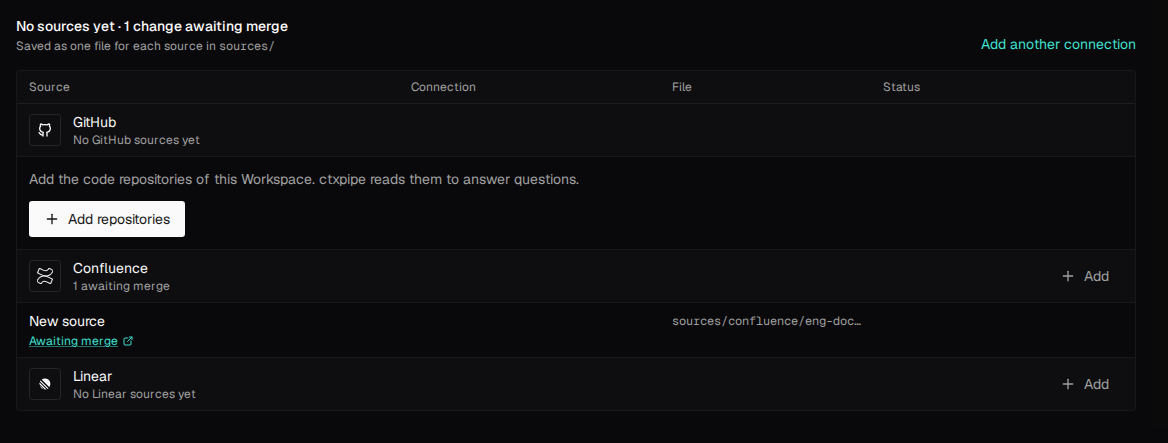 No sources yet · 1 change awaiting merge
Saved as one file for each source in sources/
Add another connection
Source Connection File Status
GitHub
No GitHub sources yet
Add the code repositories of this Workspace. ctxpipe reads them to answer questions.
+ Add repositories
Confluence
1 awaiting merge
+ Add
New source
sources/confluence/eng-doc…
Awaiting merge
Linear
No Linear sources yet
+ Add